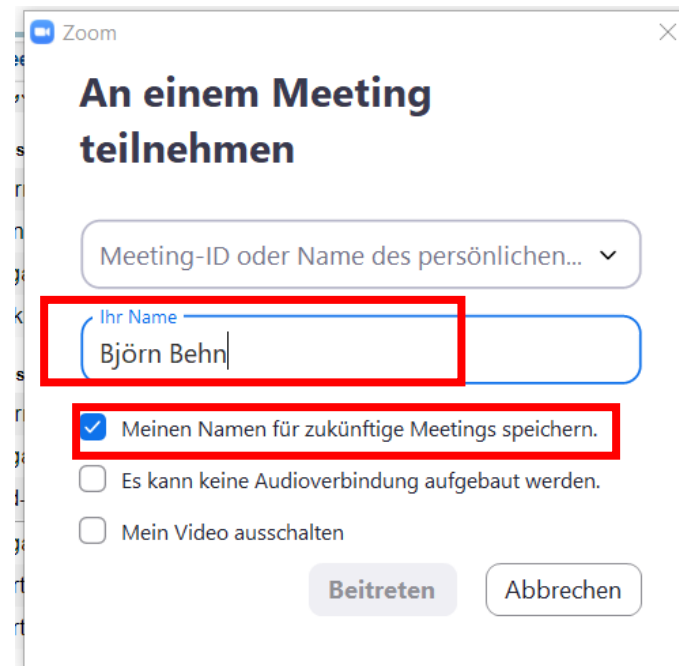 Zoom
An einem Meeting
teilnehmen
Meeting-ID oder Name des persönlichen...
Ihr Name
Björn Behn
Meinen Namen für zukünftige Meetings speichern.
Es kann keine Audioverbindung aufgebaut werden.
Mein Video ausschalten
Beitreten Abbrechen